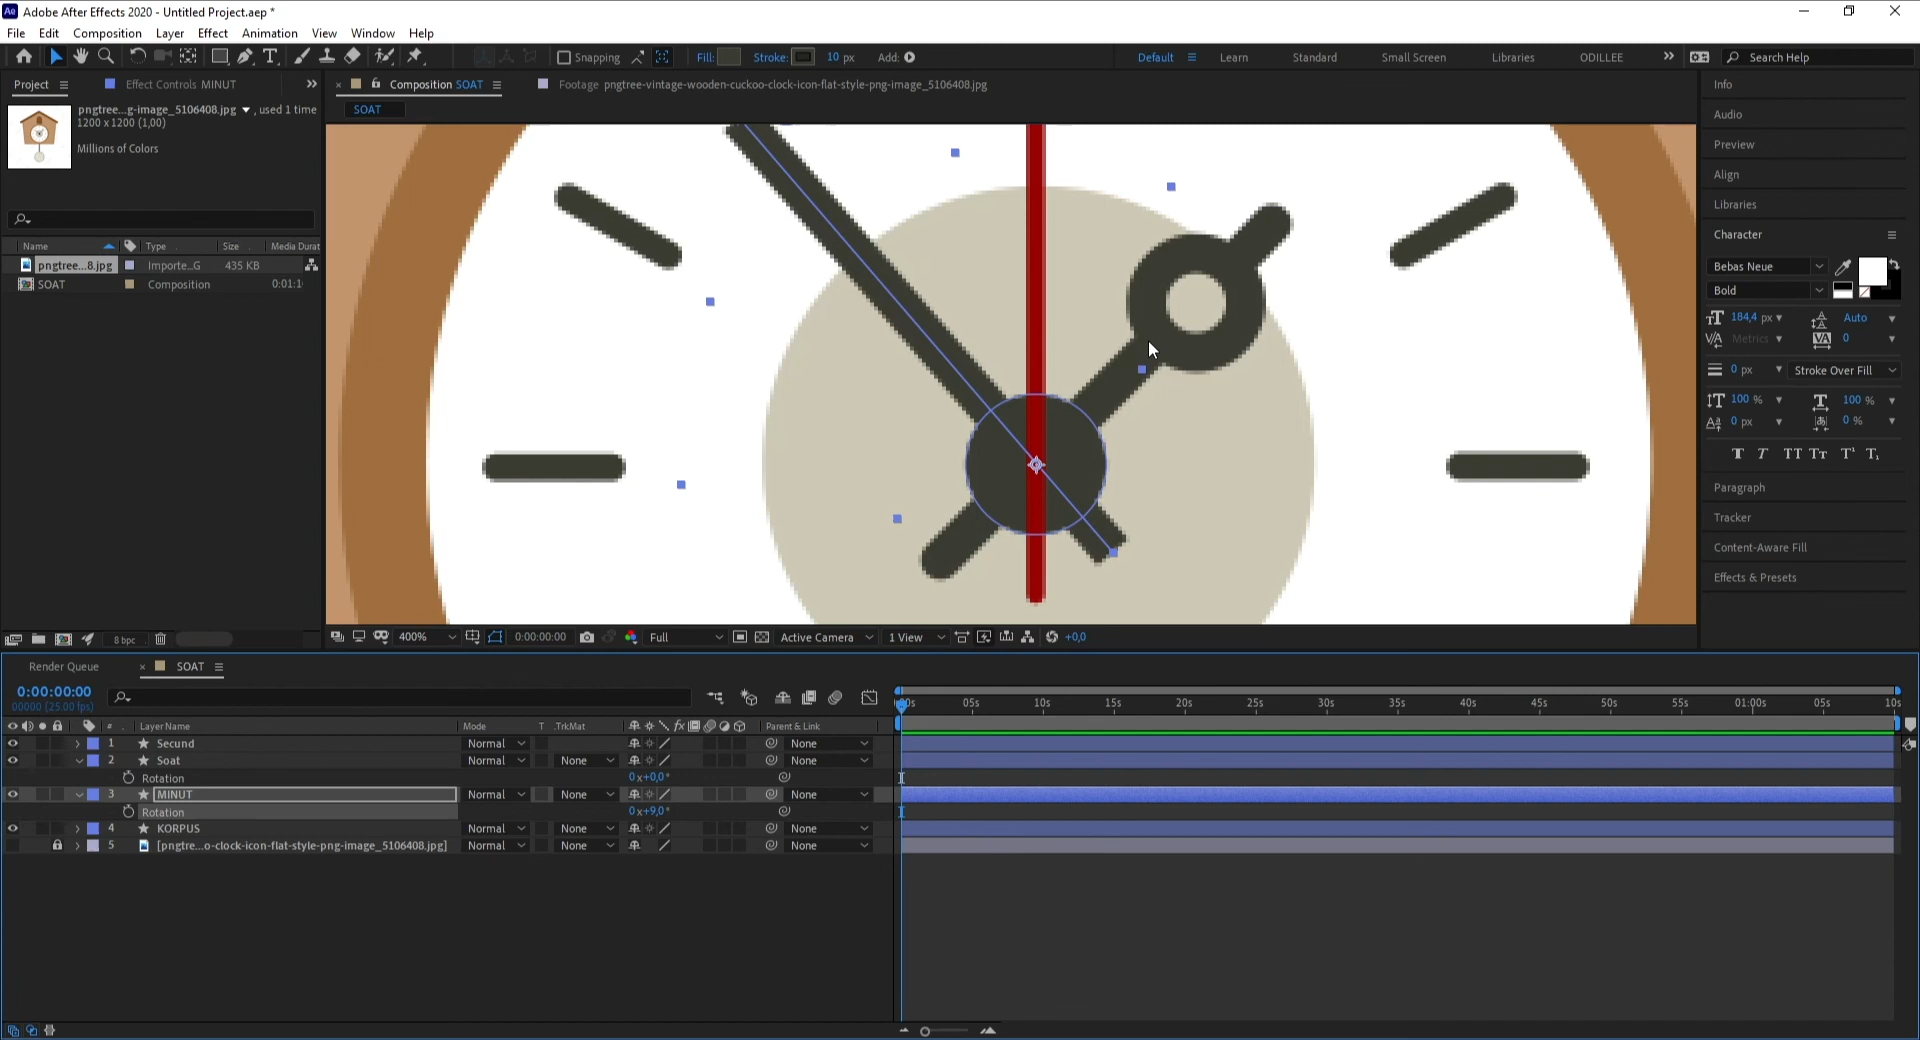 Adobe After Effects 2020 - Untitled Project.aep *
File Edit Composition Layer Effect Animation View Window Help
Snapping Fill: Stroke: 10 px Add: Default Learn Standard Small Screen Libraries ODILLEE Search Help
Project Effect Controls MINUT Composition SOAT Footage pngtree-vintage-wooden-cuckoo-clock-icon-flat-style-png-image_5106408.jpg
SOAT
pngtree...g-image_5106408.jpg , used 1 time
1200 x 1200 (1,00)
Millions of Colors
Name Type Size Media Durat
pngtree...8.jpg Importe...G 435 KB
SOAT Composition 0:01:1
Info
Audio
Preview
Align
Libraries
Character
Bebas Neue
Bold
184,4 px Auto
Metrics 0
0 px Stroke Over Fill
100 % 100 %
0 px 0 %
T T TT Tt T¹ T₁
Paragraph
Tracker
Content-Aware Fill
Effects & Presets
8 bpc 400% 0:00:00:00 Full Active Camera 1 View +0,0
Render Queue SOAT
0:00:00:00
00000 (25.00 fps)
05s 10s 15s 20s 25s 30s 35s 40s 45s 50s 55s 01:00s 05s 10s
# Layer Name Mode T .TrkMat fx Parent & Link
1 Secund Normal None
2 Soat Normal None None
Rotation 0x+0,0°
3 MINUT Normal None None
Rotation 0x+9,0°
4 KORPUS Normal None None
5 [pngtre...o-clock-icon-flat-style-png-image_5106408.jpg] Normal None None